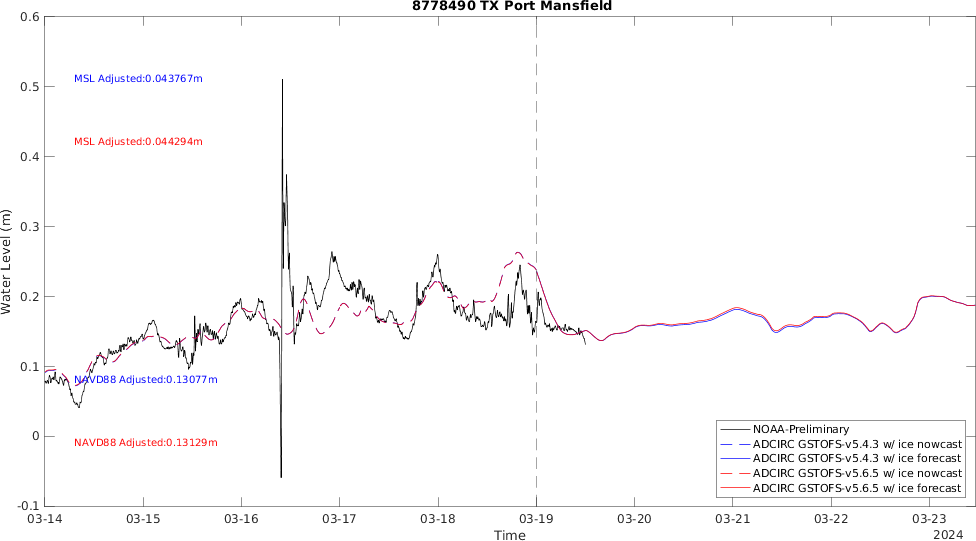 8778490 TX Port Mansfield
0.6
0.5
0.4
0.3
0.2
0.1
0
-0.1
Water Level (m)
MSL Adjusted:0.043767m
MSL Adjusted:0.044294m
NAVD88 Adjusted:0.13077m
NAVD88 Adjusted:0.13129m
NOAA-Preliminary
ADCIRC GSTOFS-v5.4.3 w/ ice nowcast
ADCIRC GSTOFS-v5.4.3 w/ ice forecast
ADCIRC GSTOFS-v5.6.5 w/ ice nowcast
ADCIRC GSTOFS-v5.6.5 w/ ice forecast
03-14 03-15 03-16 03-17 03-18 03-19 03-20 03-21 03-22 03-23
Time
2024